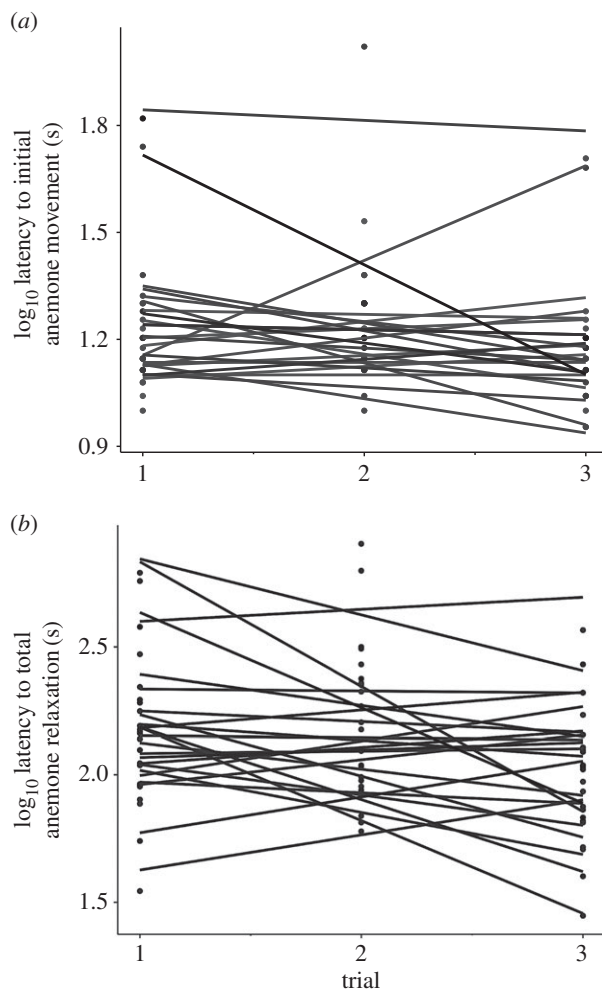 (a)
log10 latency to initial
anemone movement (s)
1.8
1.5
1.2
0.9
1 2 3
(b)
log10 latency to total
anemone relaxation (s)
2.5
2.0
1.5
1 2 3
trial